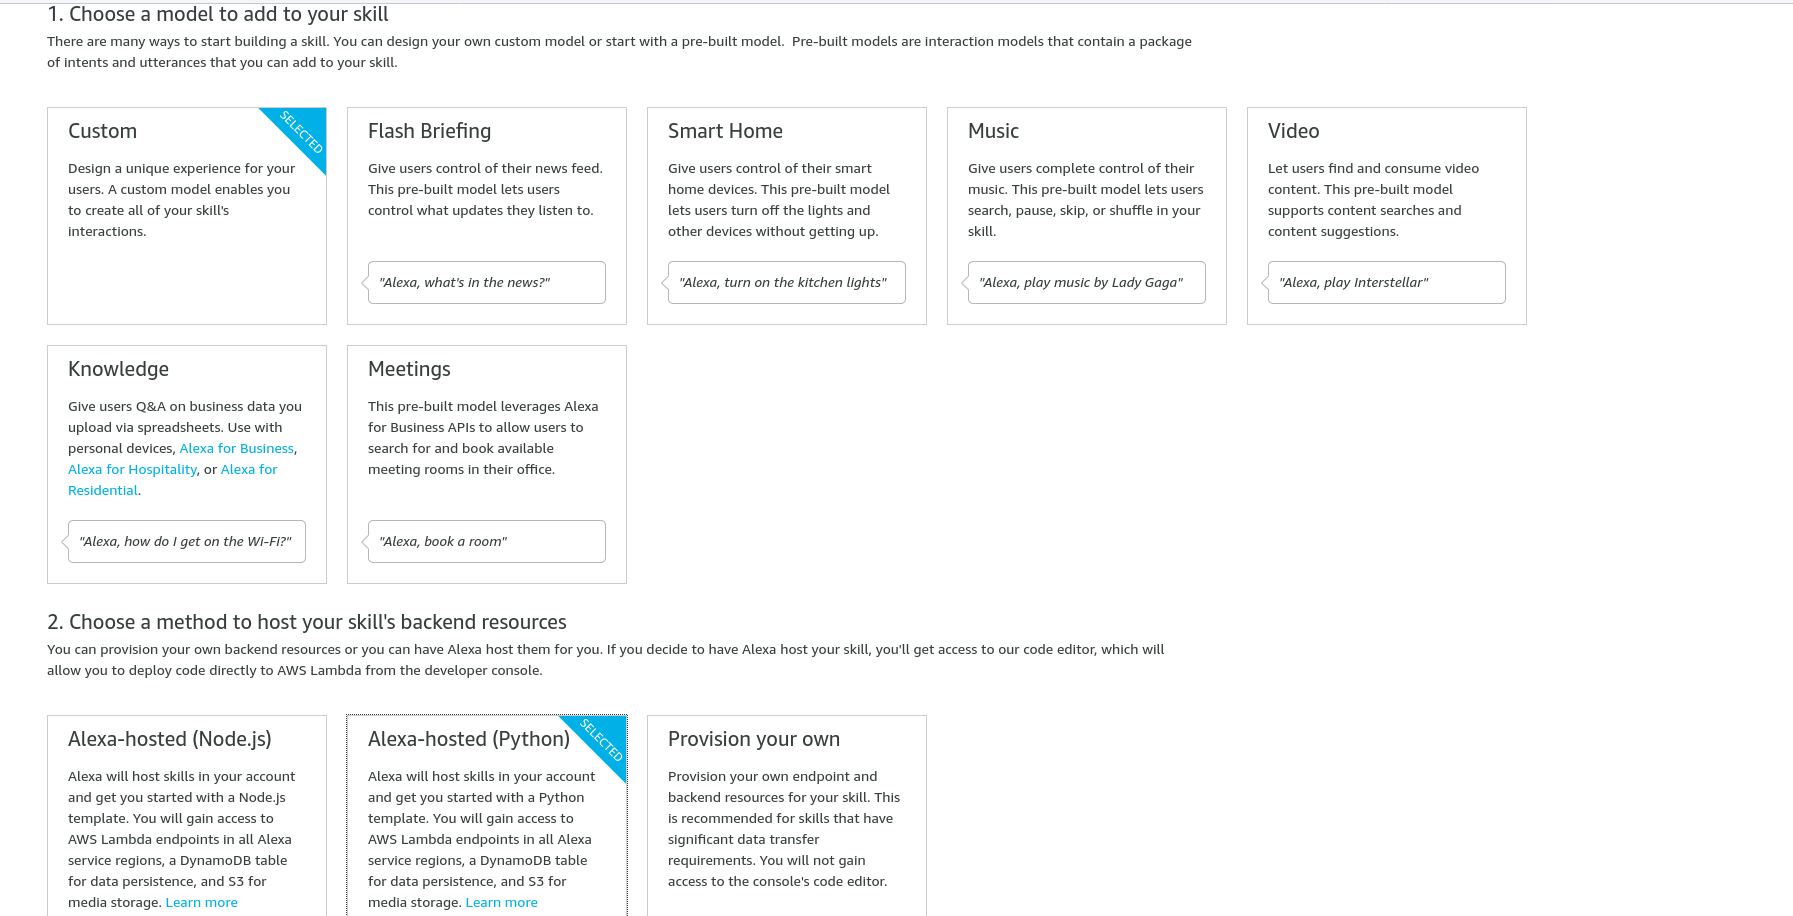 1. Choose a model to add to your skill
There are many ways to start building a skill. You can design your own custom model or start with a pre-built model.  Pre-built models are interaction models that contain a package
of intents and utterances that you can add to your skill.
Custom
SELECTED
Design a unique experience for your
users. A custom model enables you
to create all of your skill's
interactions.
Flash Briefing
Give users control of their news feed.
This pre-built model lets users
control what updates they listen to.
"Alexa, what's in the news?"
Smart Home
Give users control of their smart
home devices. This pre-built model
lets users turn off the lights and
other devices without getting up.
"Alexa, turn on the kitchen lights"
Music
Give users complete control of their
music. This pre-built model lets users
search, pause, skip, or shuffle in your
skill.
"Alexa, play music by Lady Gaga"
Video
Let users find and consume video
content. This pre-built model
supports content searches and
content suggestions.
"Alexa, play Interstellar"
Knowledge
Give users Q&A on business data you
upload via spreadsheets. Use with
personal devices, Alexa for Business,
Alexa for Hospitality, or Alexa for
Residential.
"Alexa, how do I get on the Wi-Fi?"
Meetings
This pre-built model leverages Alexa
for Business APIs to allow users to
search for and book available
meeting rooms in their office.
"Alexa, book a room"
2. Choose a method to host your skill's backend resources
You can provision your own backend resources or you can have Alexa host them for you. If you decide to have Alexa host your skill, you'll get access to our code editor, which will
allow you to deploy code directly to AWS Lambda from the developer console.
Alexa-hosted (Node.js)
Alexa will host skills in your account
and get you started with a Node.js
template. You will gain access to
AWS Lambda endpoints in all Alexa
service regions, a DynamoDB table
for data persistence, and S3 for
media storage. Learn more
Alexa-hosted (Python)
SELECTED
Alexa will host skills in your account
and get you started with a Python
template. You will gain access to
AWS Lambda endpoints in all Alexa
service regions, a DynamoDB table
for data persistence, and S3 for
media storage. Learn more
Provision your own
Provision your own endpoint and
backend resources for your skill. This
is recommended for skills that have
significant data transfer
requirements. You will not gain
access to the console's code editor.